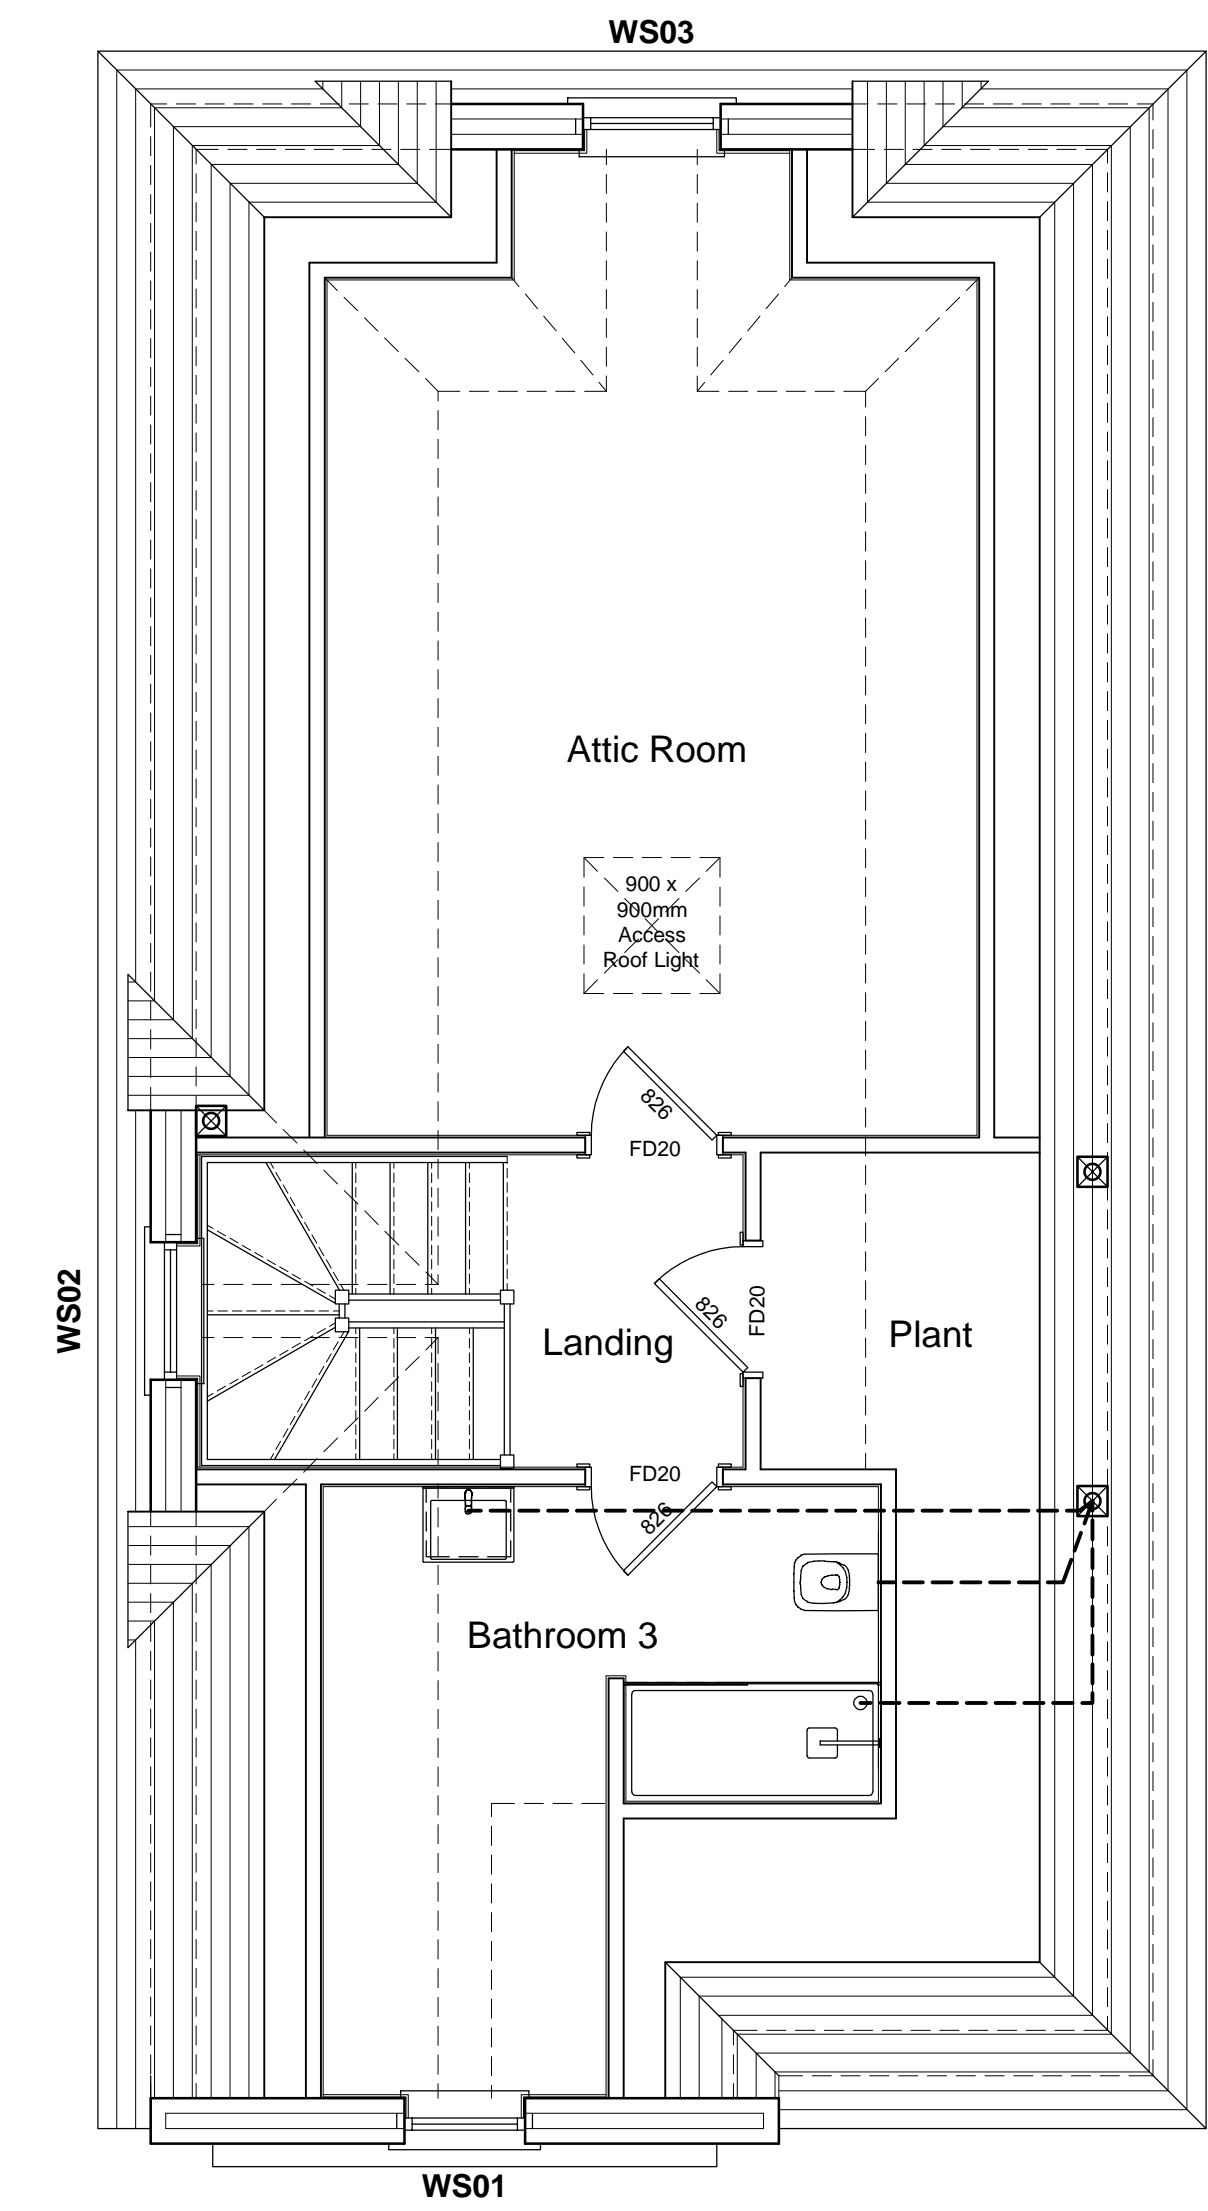 WS03
Attic Room
900 x
900mm
Access
Roof Light
826
FD20
826
FD20
WS02
Landing
Plant
FD20
826
Bathroom 3
WS01